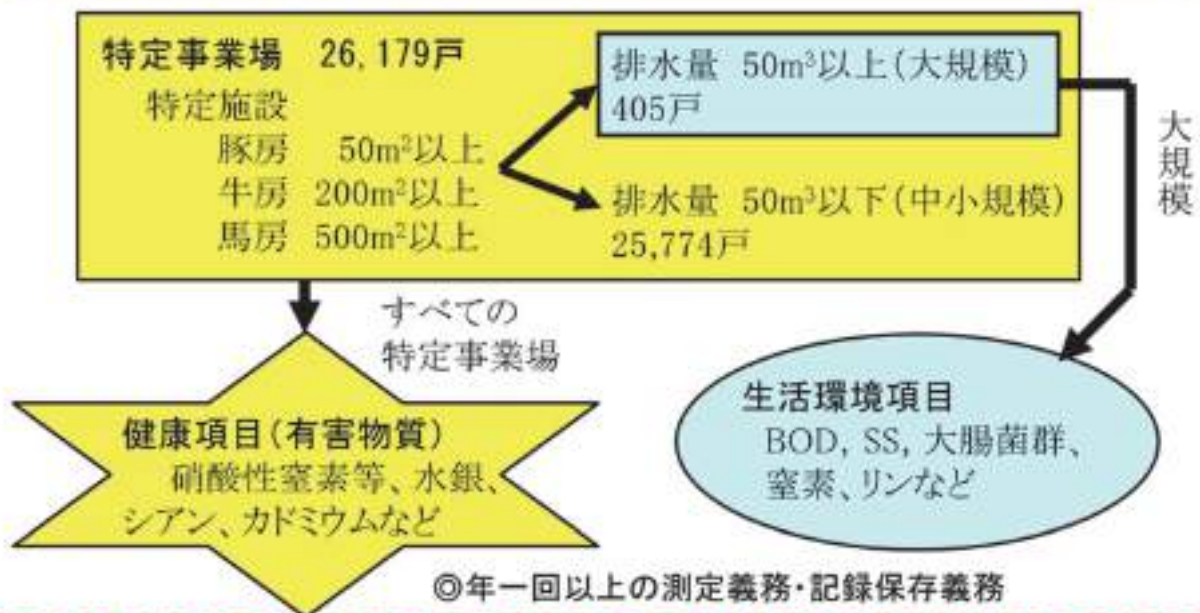 特定事業場 26,179戸
特定施設
豚房 50m²以上
牛房 200m²以上
馬房 500m²以上
排水量 50m³以上(大規模)
405戸
排水量 50m³以下(中小規模)
25,774戸
大規模
すべての
特定事業場
健康項目(有害物質)
硝酸性窒素等、水銀、
シアン、カドミウムなど
生活環境項目
BOD, SS, 大腸菌群、
窒素、リンなど
◎年一回以上の測定義務・記録保存義務